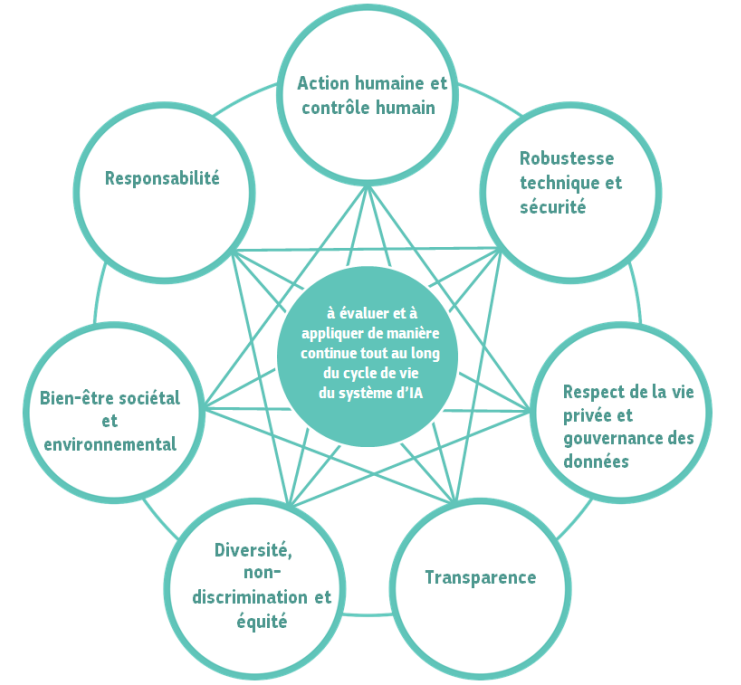 Action humaine et
contrôle humain
Robustesse
technique et
sécurité
Respect de la vie
privée et
gouvernance des
données
Transparence
Diversité,
non-
discrimination et
équité
Bien-être sociétal
et
environnemental
Responsabilité
à évaluer et à
appliquer de manière
continue tout au long
du cycle de vie
du système d'IA